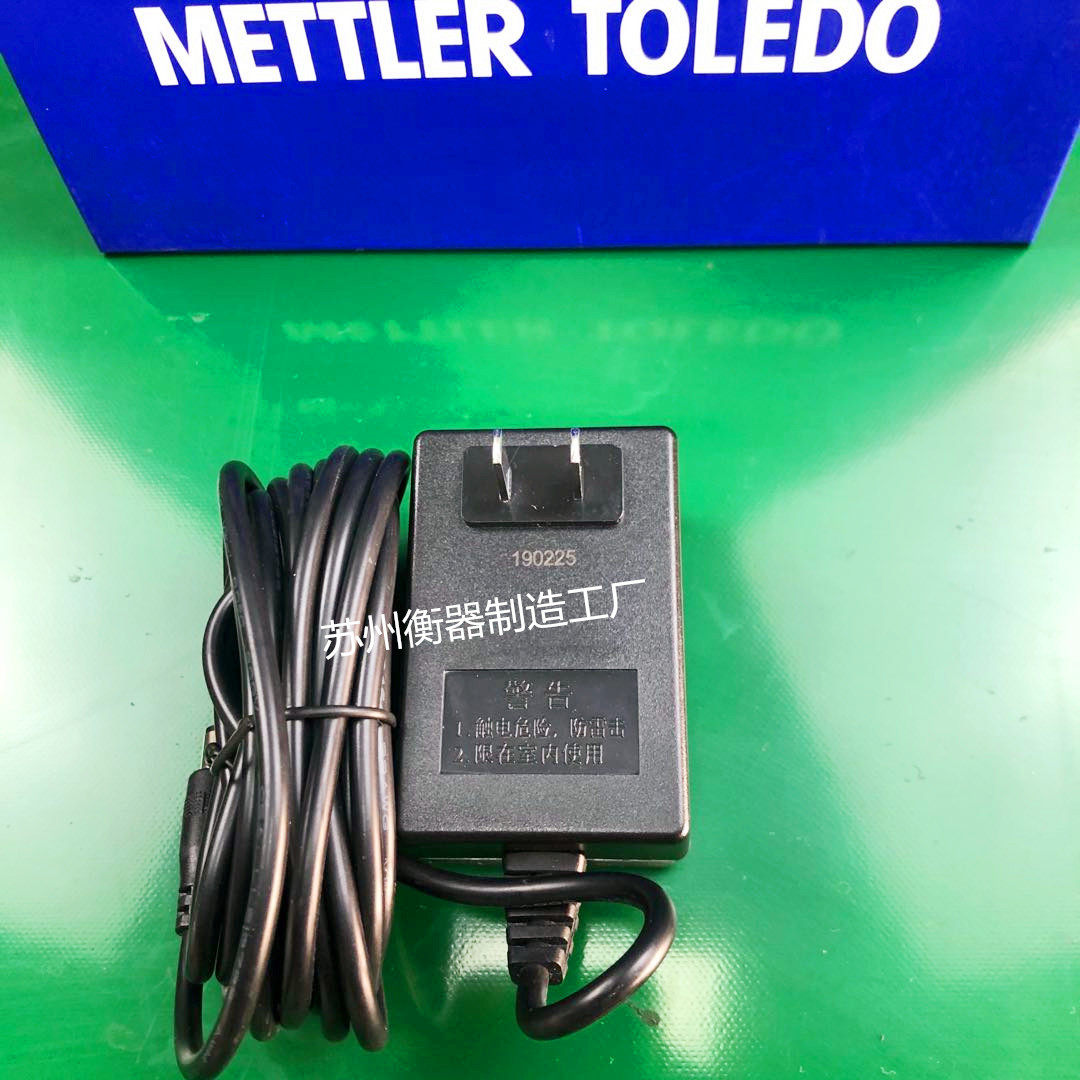 METTLER TOLEDO
190225
苏州衡器制造工厂
警告
1.触电危险，防雷击
2.限在室内使用